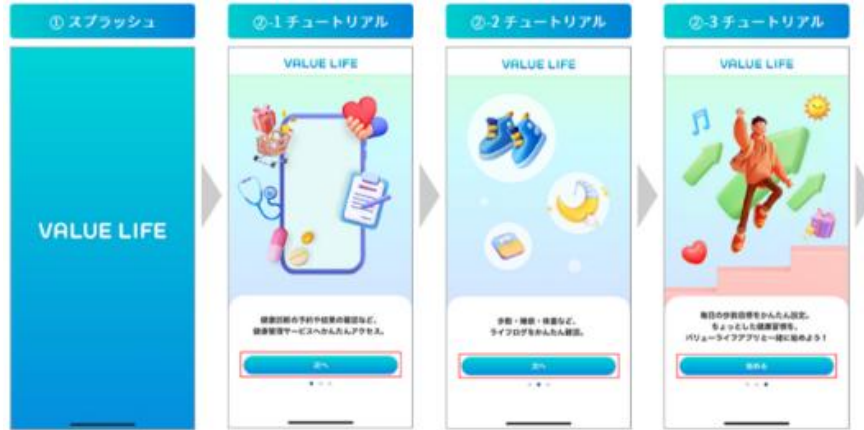 ① スプラッシュ
②-1 チュートリアル
②-2 チュートリアル
②-3 チュートリアル
VALUE LIFE
VALUE LIFE
健康診断の予約や結果の確認など、
健康管理サービスへかんたんアクセス。
次へ
VALUE LIFE
歩数・睡眠・体重など、
ライフログをかんたん確認。
次へ
VALUE LIFE
毎日の歩数目標をかんたん設定。
ちょっとした健康習慣を、
バリューライフアプリと一緒に始めよう！
始める